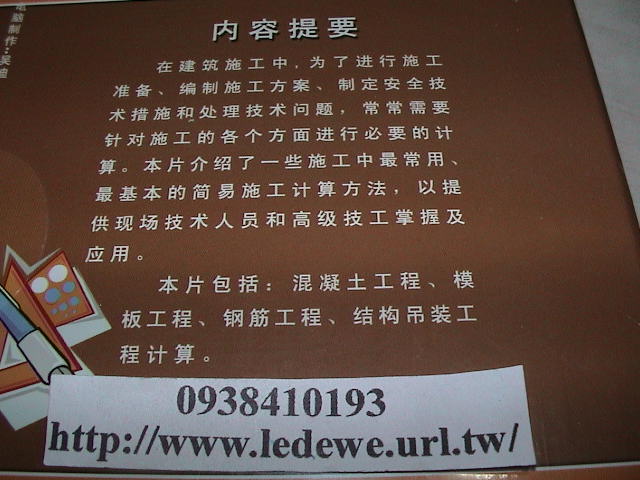 电脑制作：吴迪
内容提要
在建筑施工中，为了进行施工
准备、编制施工方案、制定安全技
术措施和处理技术问题，常常需要
针对施工的各个方面进行必要的计
算。本片介绍了一些施工中最常用、
最基本的简易施工计算方法，以提
供现场技术人员和高级技工掌握及
应用。
本片包括：混凝土工程、模
板工程、钢筋工程、结构吊装工
程计算。
0938410193
http://www.ledewe.url.tw/